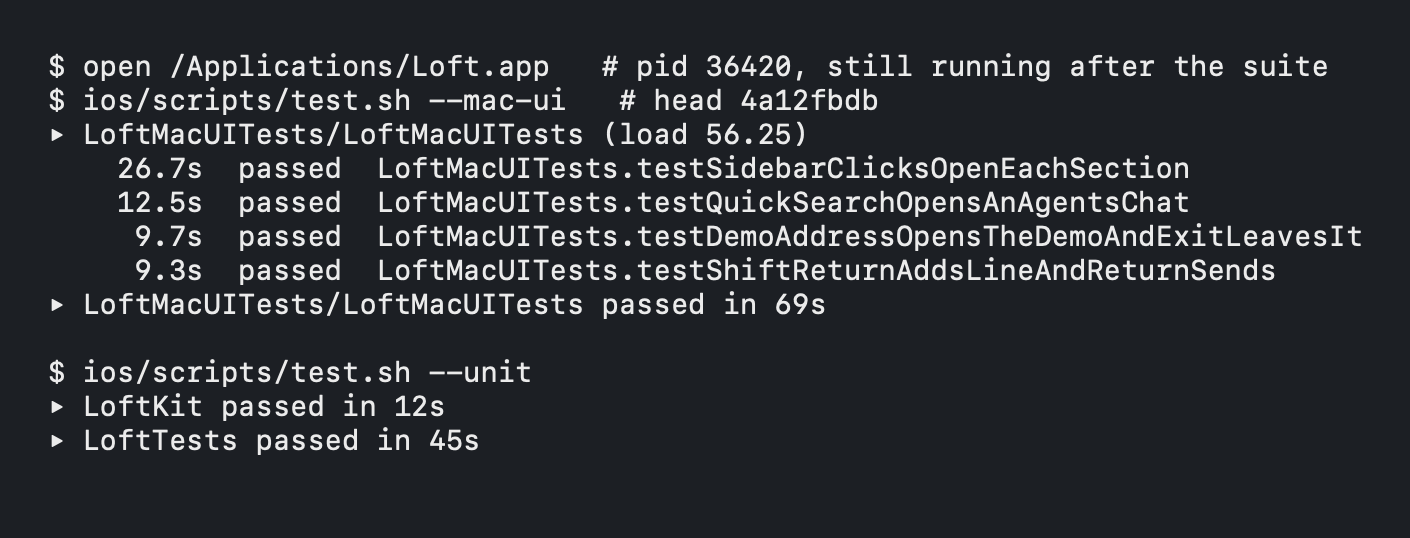 $ open /Applications/Loft.app   # pid 36420, still running after the suite
$ ios/scripts/test.sh --mac-ui   # head 4a12fbdb
▸ LoftMacUITests/LoftMacUITests (load 56.25)
    26.7s  passed  LoftMacUITests.testSidebarClicksOpenEachSection
    12.5s  passed  LoftMacUITests.testQuickSearchOpensAnAgentsChat
     9.7s  passed  LoftMacUITests.testDemoAddressOpensTheDemoAndExitLeavesIt
     9.3s  passed  LoftMacUITests.testShiftReturnAddsLineAndReturnSends
▸ LoftMacUITests/LoftMacUITests passed in 69s

$ ios/scripts/test.sh --unit
▸ LoftKit passed in 12s
▸ LoftTests passed in 45s